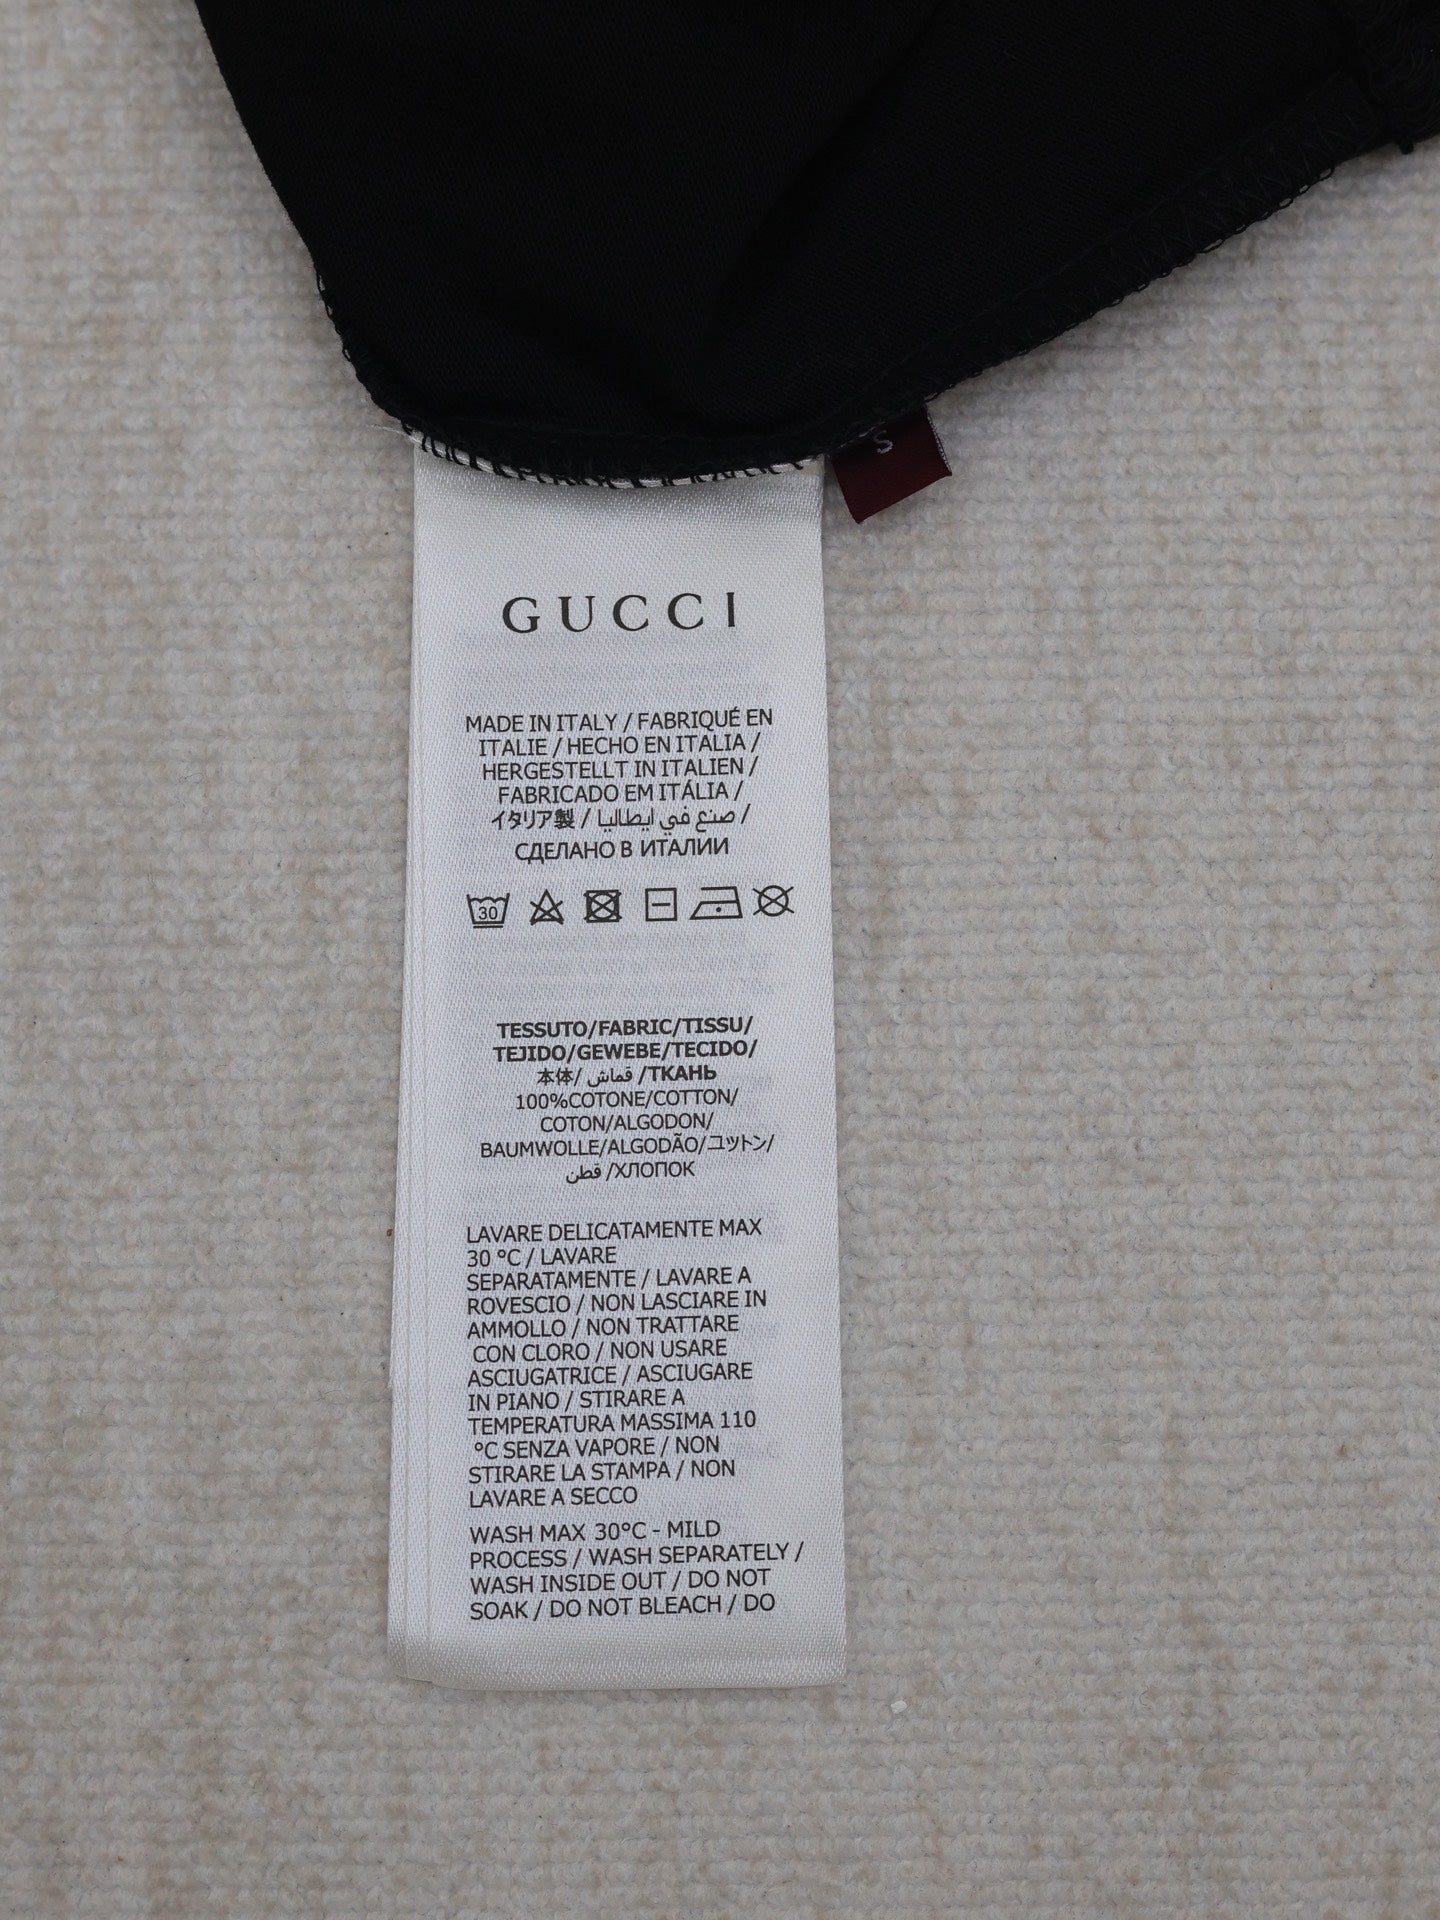 S
GUCCI
MADE IN ITALY / FABRIQUÉ EN
ITALIE / HECHO EN ITALIA /
HERGESTELLT IN ITALIEN /
FABRICADO EM ITÁLIA /
イタリア製 / صنع في ايطاليا /
СДЕЛАНО В ИТАЛИИ
30
TESSUTO/FABRIC/TISSU/
TEJIDO/GEWEBE/TECIDO/
本体/ قماش /ТКАНЬ
100%COTONE/COTTON/
COTON/ALGODON/
BAUMWOLLE/ALGODÃO/ユットン/
قطن /ХЛОПОК
LAVARE DELICATAMENTE MAX
30 °C / LAVARE
SEPARATAMENTE / LAVARE A
ROVESCIO / NON LASCIARE IN
AMMOLLO / NON TRATTARE
CON CLORO / NON USARE
ASCIUGATRICE / ASCIUGARE
IN PIANO / STIRARE A
TEMPERATURA MASSIMA 110
°C SENZA VAPORE / NON
STIRARE LA STAMPA / NON
LAVARE A SECCO
WASH MAX 30°C - MILD
PROCESS / WASH SEPARATELY /
WASH INSIDE OUT / DO NOT
SOAK / DO NOT BLEACH / DO